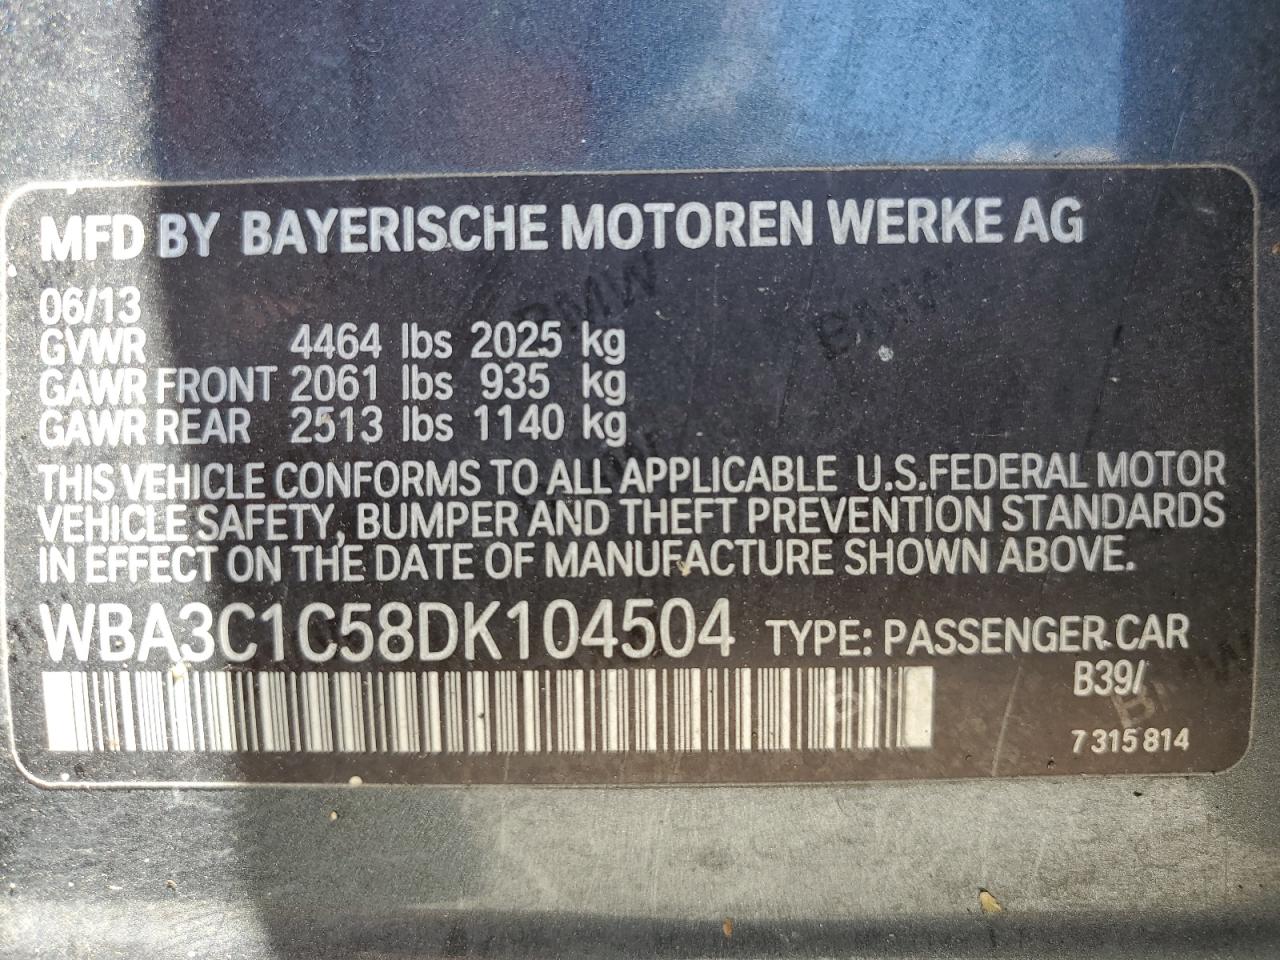 MFD BY BAYERISCHE MOTOREN WERKE AG
06/13
GVWR 4464 lbs 2025 kg
GAWR FRONT 2061 lbs 935 kg
GAWR REAR 2513 lbs 1140 kg
THIS VEHICLE CONFORMS TO ALL APPLICABLE U.S.FEDERAL MOTOR
VEHICLE SAFETY, BUMPER AND THEFT PREVENTION STANDARDS
IN EFFECT ON THE DATE OF MANUFACTURE SHOWN ABOVE.
WBA3C1C58DK104504 TYPE: PASSENGER CAR
B39/
7 315 814
BMW
BMW
BMW